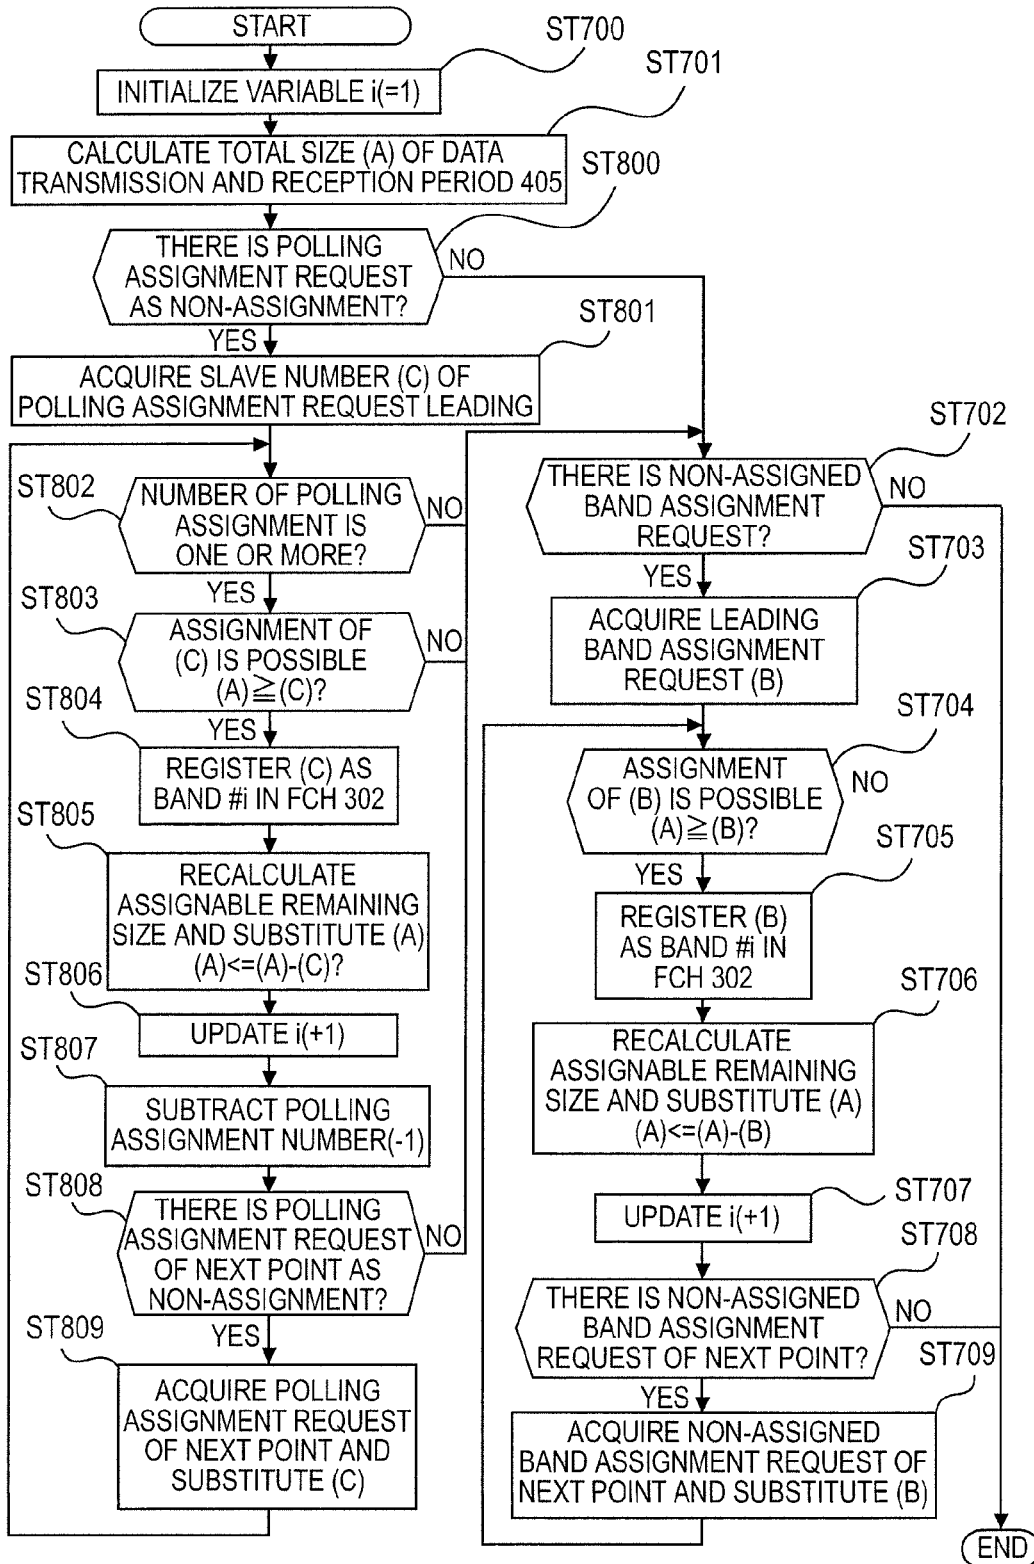 START
ST700
INITIALIZE VARIABLE i(=1)
ST701
CALCULATE TOTAL SIZE (A) OF DATA
TRANSMISSION AND RECEPTION PERIOD 405
ST800
THERE IS POLLING
ASSIGNMENT REQUEST
AS NON-ASSIGNMENT?
NO
YES
ST801
ACQUIRE SLAVE NUMBER (C) OF
POLLING ASSIGNMENT REQUEST LEADING
ST802
NUMBER OF POLLING
ASSIGNMENT IS
ONE OR MORE?
NO
YES
ST803
ASSIGNMENT OF
(C) IS POSSIBLE
(A)≧(C)?
NO
YES
ST804
REGISTER (C) AS
BAND #i IN FCH 302
ST805
RECALCULATE
ASSIGNABLE REMAINING
SIZE AND SUBSTITUTE (A)
(A)<=(A)-(C)?
ST806
UPDATE i(+1)
ST807
SUBTRACT POLLING
ASSIGNMENT NUMBER(-1)
ST808
THERE IS POLLING
ASSIGNMENT REQUEST
OF NEXT POINT AS
NON-ASSIGNMENT?
NO
YES
ST809
ACQUIRE POLLING
ASSIGNMENT REQUEST
OF NEXT POINT AND
SUBSTITUTE (C)
ST702
THERE IS NON-ASSIGNED
BAND ASSIGNMENT
REQUEST?
NO
YES
ST703
ACQUIRE LEADING
BAND ASSIGNMENT
REQUEST (B)
ST704
ASSIGNMENT
OF (B) IS POSSIBLE
(A)≧(B)?
NO
YES
ST705
REGISTER (B)
AS BAND #i IN
FCH 302
ST706
RECALCULATE
ASSIGNABLE REMAINING
SIZE AND SUBSTITUTE (A)
(A)<=(A)-(B)
ST707
UPDATE i(+1)
ST708
THERE IS NON-ASSIGNED
BAND ASSIGNMENT
REQUEST OF NEXT POINT?
NO
YES
ST709
ACQUIRE NON-ASSIGNED
BAND ASSIGNMENT REQUEST OF
NEXT POINT AND SUBSTITUTE (B)
END